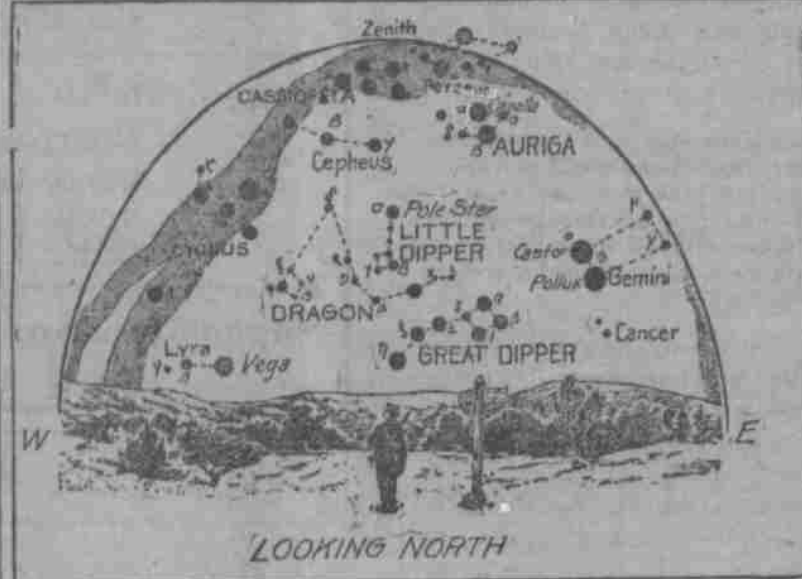 Zenith
CASSIOPEIA
Perseus
Capella
AURIGA
Cepheus
Pole Star
LITTLE
DIPPER
CYGNUS
Castor
Pollux Gemini
DRAGON
Cancer
GREAT DIPPER
Lyra
Vega
W
E
LOOKING NORTH